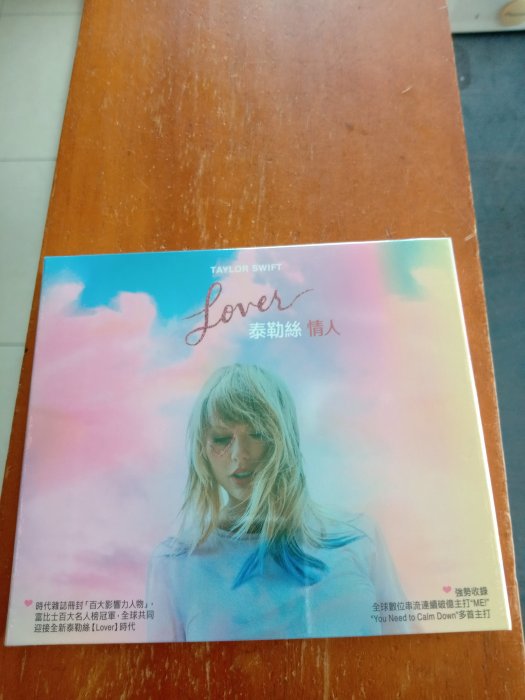 TAYLOR SWIFT
Lover
泰勒絲 情人
時代雜誌冊封「百大影響力人物」,
富比士百大名人榜冠軍，全球共同
迎接全新泰勒絲【Lover】時代
強勢收錄
全球數位串流連續破億主打"ME!"
"You Need to Calm Down"多首主打